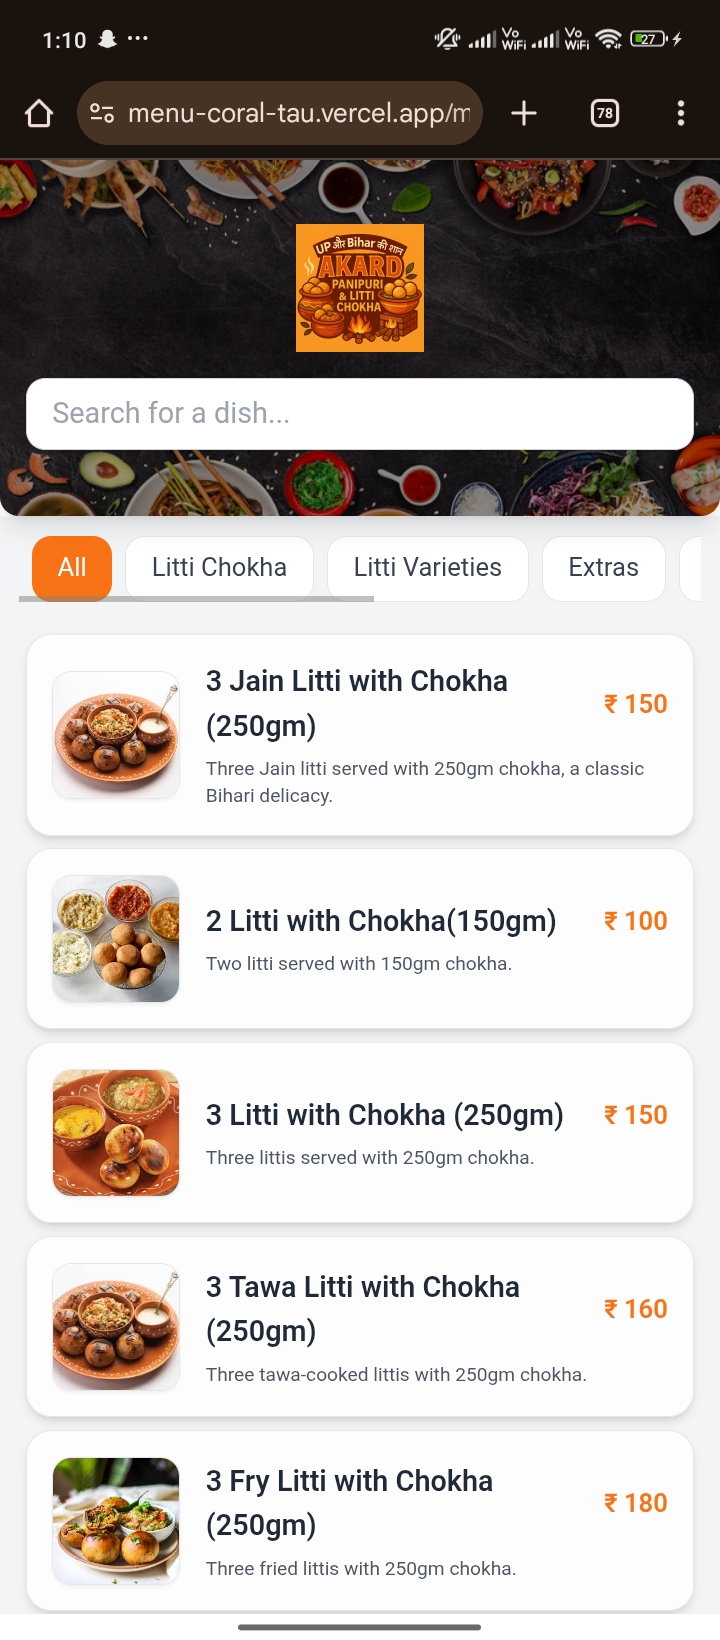 1:10
Vo
WiFi
Vo
WiFi
27
menu-coral-tau.vercel.app/m
78
UP और Bihar की शान
AKARD
PANIPURI
& LITTI
CHOKHA
Search for a dish...
All
Litti Chokha
Litti Varieties
Extras
3 Jain Litti with Chokha
(250gm)
₹ 150
Three Jain litti served with 250gm chokha, a classic
Bihari delicacy.
2 Litti with Chokha(150gm)
₹ 100
Two litti served with 150gm chokha.
3 Litti with Chokha (250gm)
₹ 150
Three littis served with 250gm chokha.
3 Tawa Litti with Chokha
(250gm)
₹ 160
Three tawa-cooked littis with 250gm chokha.
3 Fry Litti with Chokha
(250gm)
₹ 180
Three fried littis with 250gm chokha.